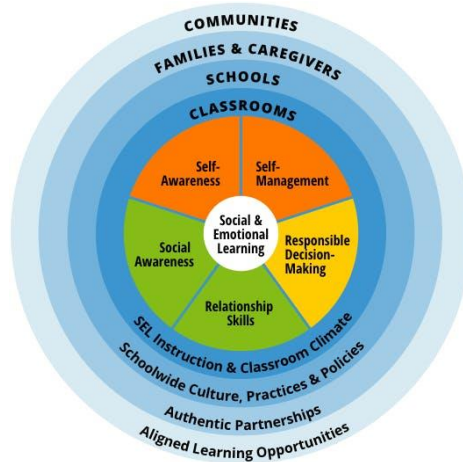 COMMUNITIES
FAMILIES & CAREGIVERS
SCHOOLS
CLASSROOMS
Self-
Awareness
Self-
Management
Social &
Emotional
Learning
Social
Awareness
Responsible
Decision-
Making
Relationship
Skills
SEL Instruction & Classroom Climate
Schoolwide Culture, Practices & Policies
Authentic Partnerships
Aligned Learning Opportunities